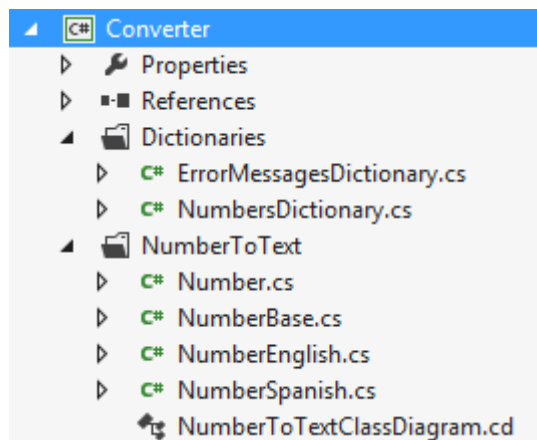 C# Converter
Properties
References
Dictionaries
C# ErrorMessagesDictionary.cs
C# NumbersDictionary.cs
NumberToText
C# Number.cs
C# NumberBase.cs
C# NumberEnglish.cs
C# NumberSpanish.cs
NumberToTextClassDiagram.cd